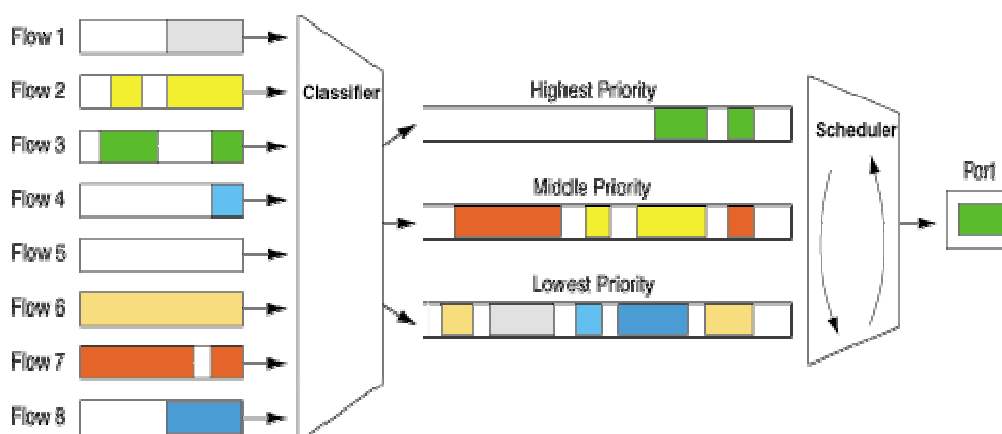 Flow 1
Flow 2
Flow 3
Flow 4
Flow 5
Flow 6
Flow 7
Flow 8
Classifier
Highest Priority
Middle Priority
Lowest Priority
Scheduler
Port